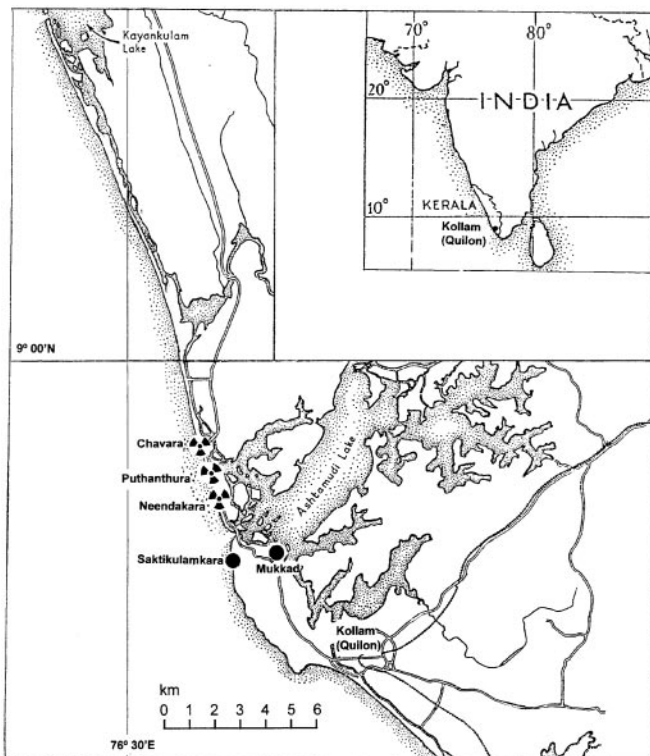 Kayankulam
Lake
70°
80°
20°
INDIA
10°
KERALA
Kollam
(Quilon)
9° 00'N
Chavara
Puthanthura
Neendakara
Ashtamudi Lake
Saktikulamkara
Mukkad
Kollam
(Quilon)
km
0 1 2 3 4 5 6
76° 30'E